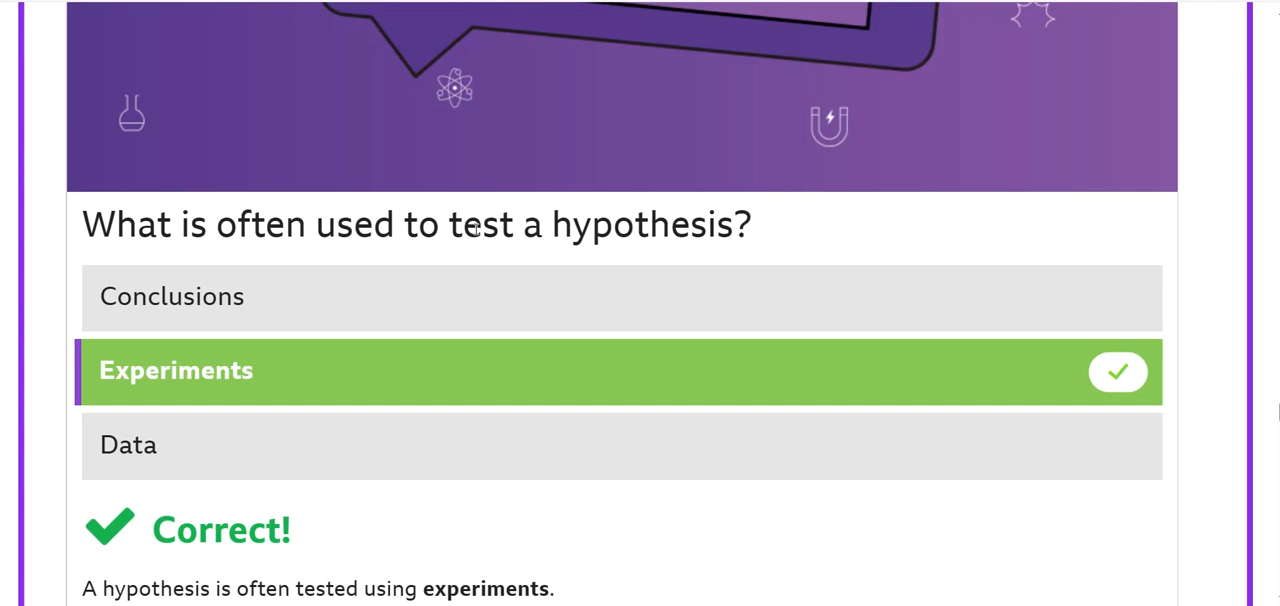 What is often used to test a hypothesis?
Conclusions
Experiments
Data
Correct!
A hypothesis is often tested using experiments.